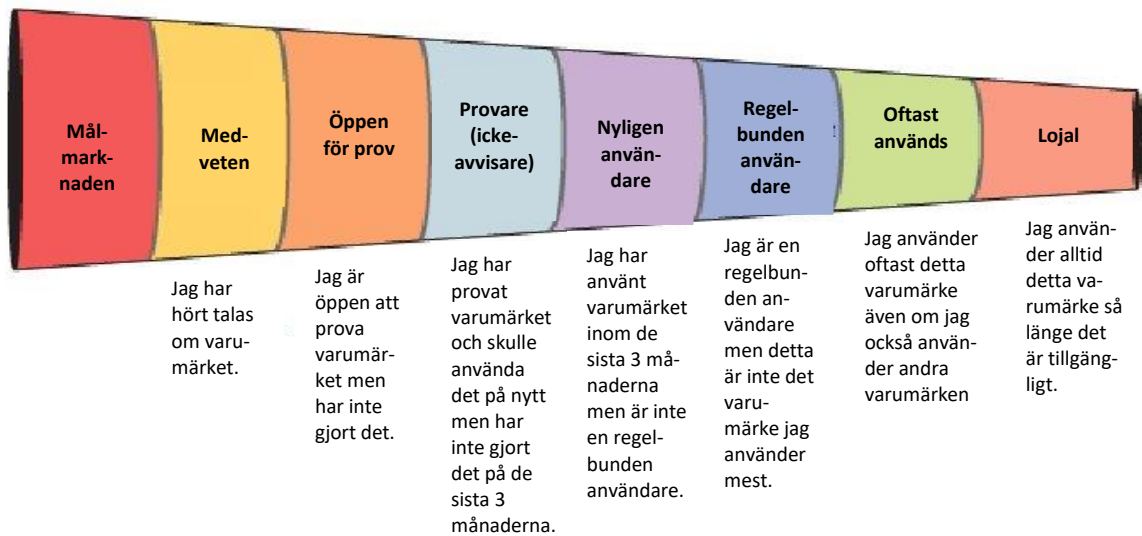 Mål-
mark-
naden
Med-
veten
Öppen
för prov
Provare
(icke-
avvisare)
Nyligen
använ-
dare
Regel-
bunden
använ-
dare
Oftast
används
Lojal
Jag har
hört talas
om varu-
märket.
Jag är
öppen att
prova
varumär-
ket men
har inte
gjort det.
Jag har
provat
varumärket
och skulle
använda
det på nytt
men har
inte gjort
det på de
sista 3
månaderna.
Jag har
använt
varumärket
inom de
sista 3 må-
naderna
men är inte
en regel-
bunden
användare.
Jag är en
regelbun-
den an-
vändare
men detta
är inte det
varu-
märke jag
använder
mest.
Jag använder
oftast detta
varumärke
även om jag
också använ-
der andra
varumärken
Jag använ-
der alltid
detta va-
rumärke så
länge det
är tillgäng-
ligt.